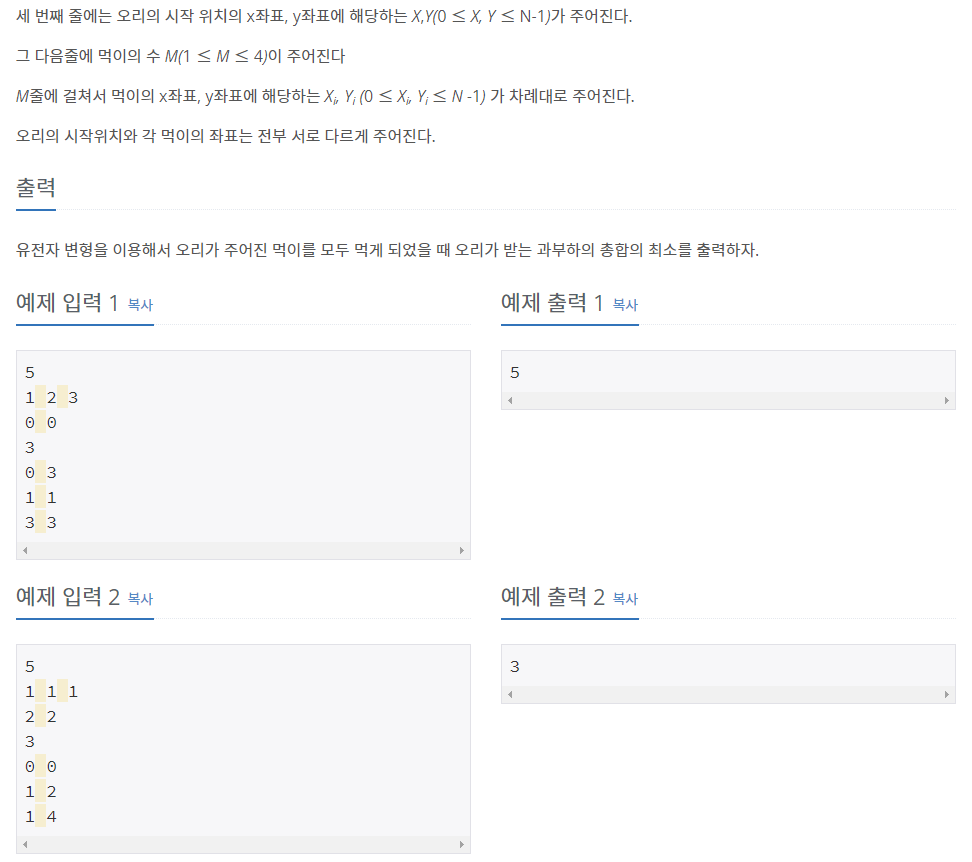 세 번째 줄에는 오리의 시작 위치의 x좌표, y좌표에 해당하는 X,Y(0 ≤ X, Y ≤ N-1)가 주어진다.
그 다음줄에 먹이의 수 M(1 ≤ M ≤ 4)이 주어진다
M줄에 걸쳐서 먹이의 x좌표, y좌표에 해당하는 Xi, Yi (0 ≤ Xi, Yi ≤ N -1) 가 차례대로 주어진다.
오리의 시작위치와 각 먹이의 좌표는 전부 서로 다르게 주어진다.
출력
유전자 변형을 이용해서 오리가 주어진 먹이를 모두 먹게 되었을 때 오리가 받는 과부하의 총합의 최소를 출력하자.
예제 입력 1 복사
5
1 2 3
0 0
3
0 3
1 1
3 3
예제 출력 1 복사
5
예제 입력 2 복사
5
1 1 1
2 2
3
0 0
1 2
1 4
예제 출력 2 복사
3